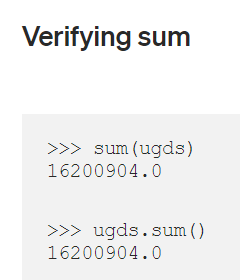 Verifying sum
>>> sum(ugds)
16200904.0
>>> ugds.sum()
16200904.0